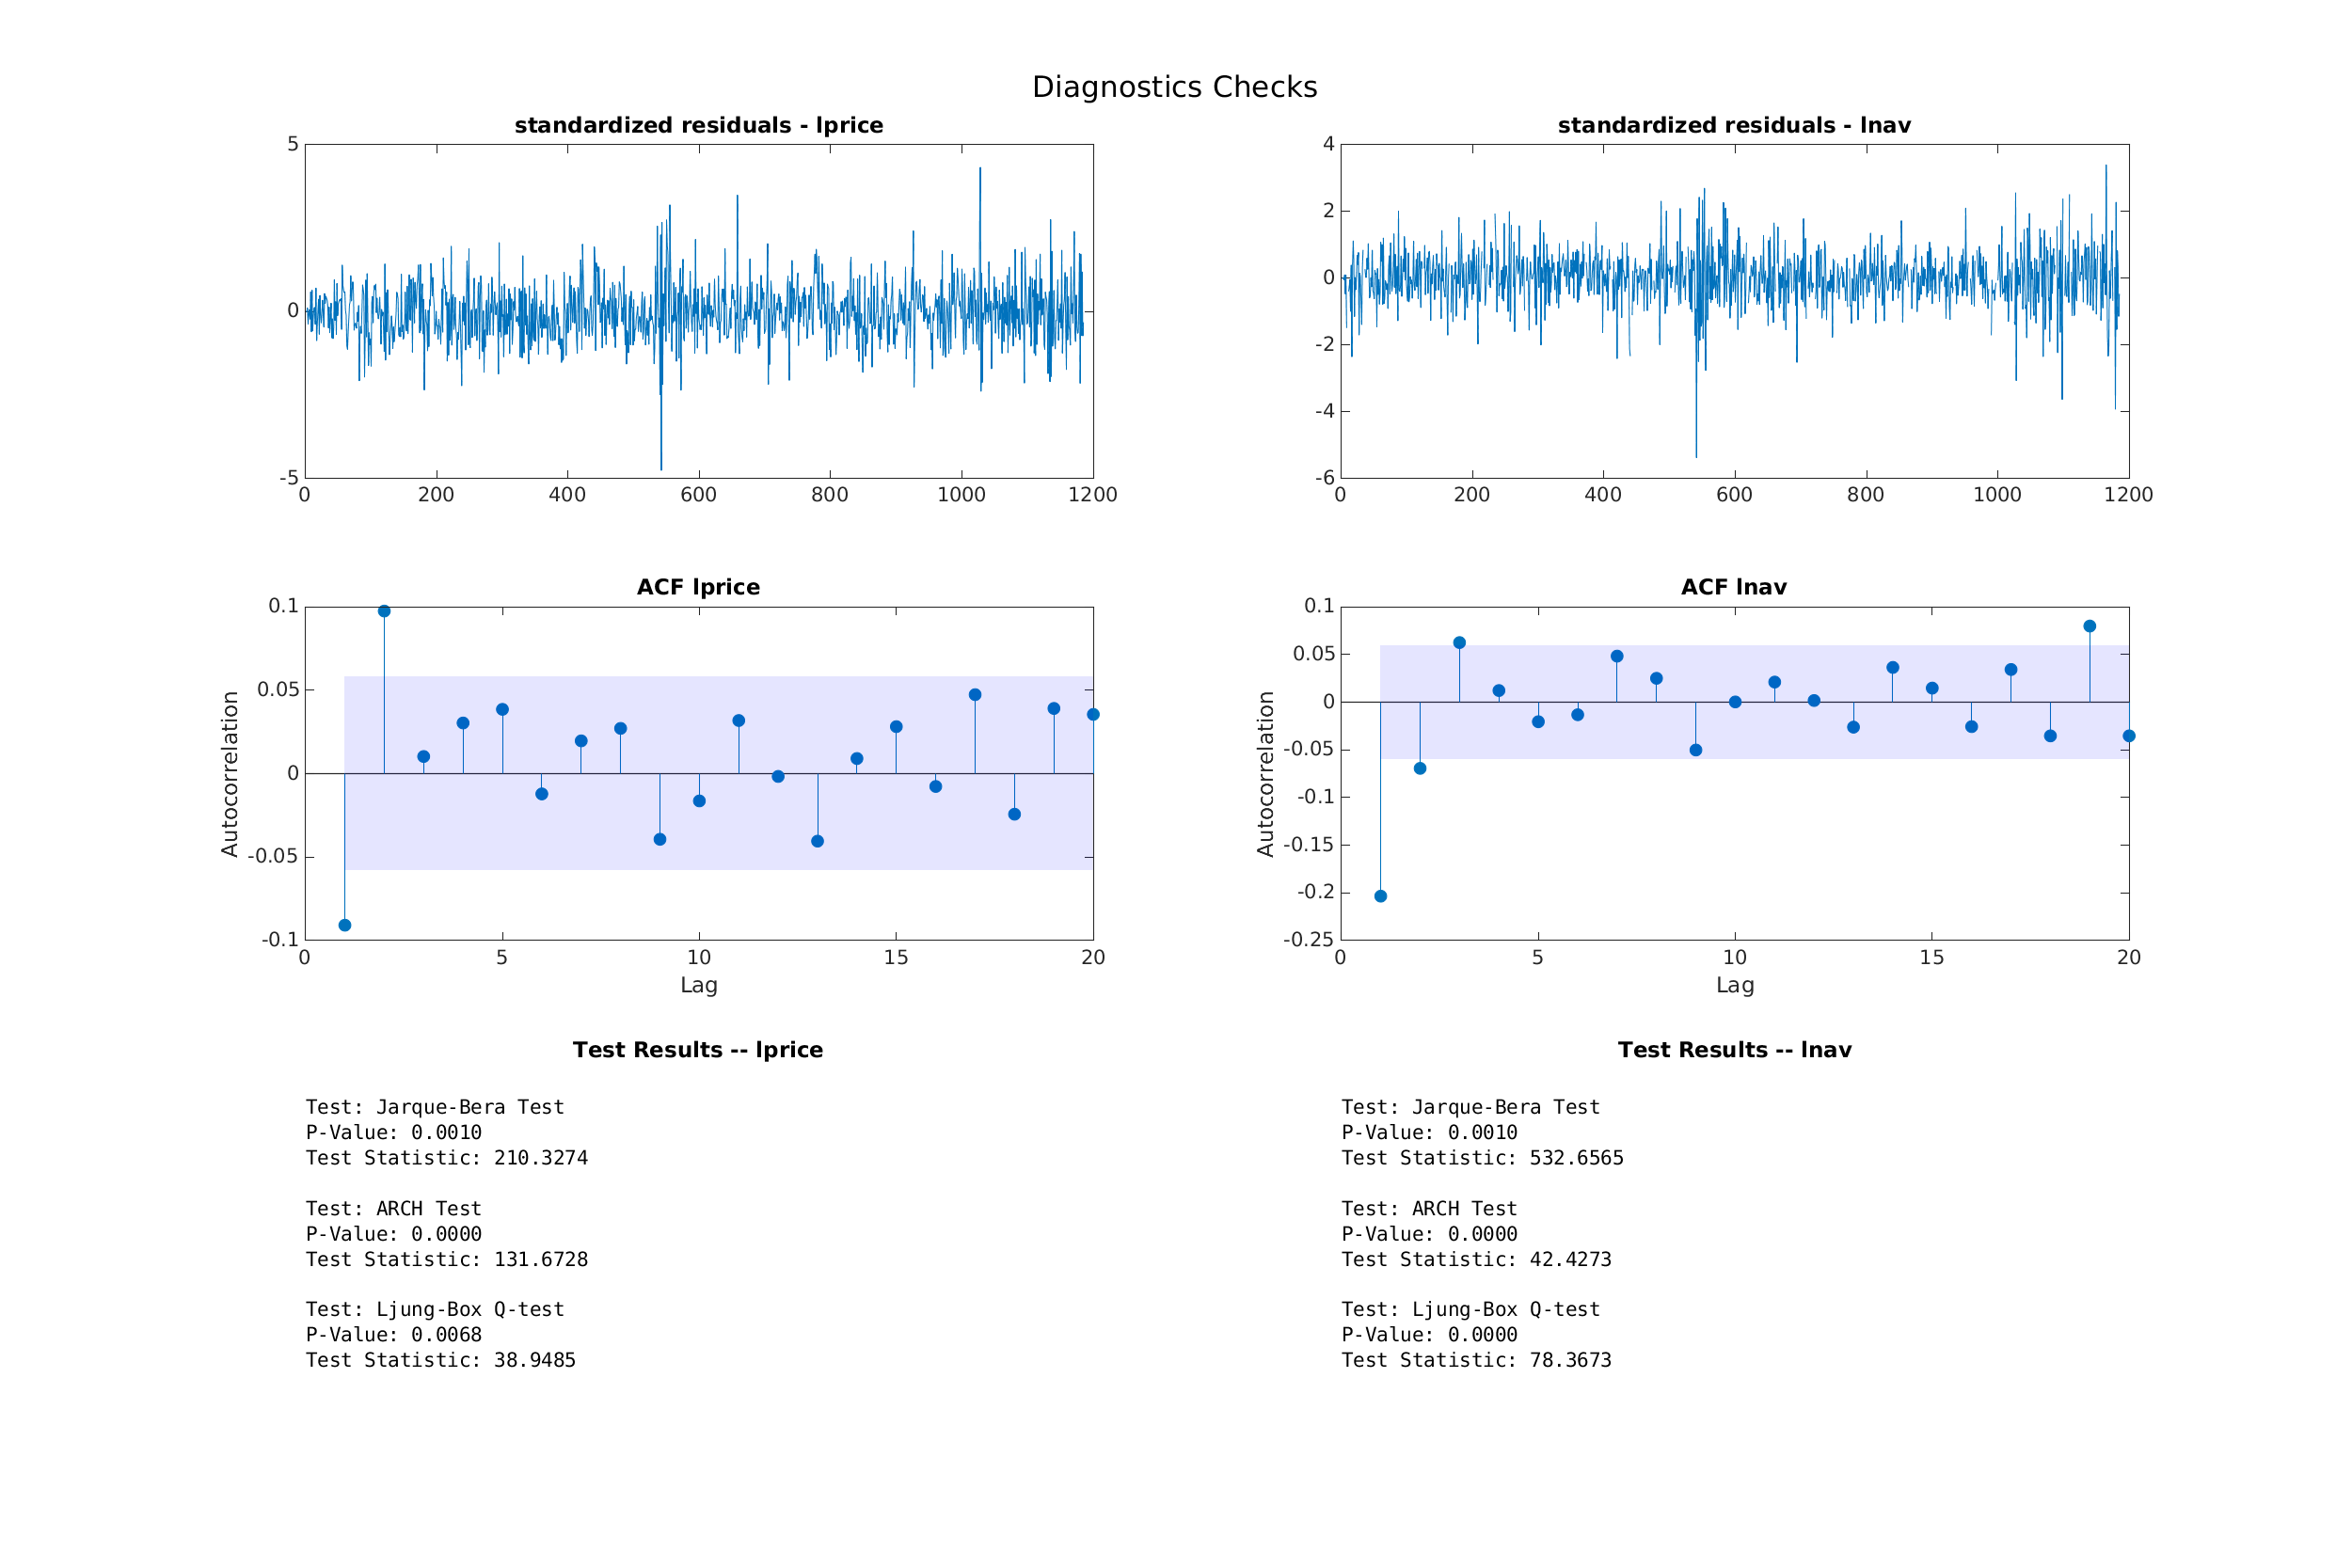 Diagnostics Checks
standardized residuals - lprice
5
0
-5
0 200 400 600 800 1000 1200
standardized residuals - lnav
4
2
0
-2
-4
-6
0 200 400 600 800 1000 1200
ACF lprice
0.1
0.05
0
-0.05
-0.1
Autocorrelation
0 5 10 15 20
Lag
ACF lnav
0.1
0.05
0
-0.05
-0.1
-0.15
-0.2
-0.25
Autocorrelation
0 5 10 15 20
Lag
Test Results -- lprice
Test: Jarque-Bera Test
P-Value: 0.0010
Test Statistic: 210.3274
Test: ARCH Test
P-Value: 0.0000
Test Statistic: 131.6728
Test: Ljung-Box Q-test
P-Value: 0.0068
Test Statistic: 38.9485
Test Results -- lnav
Test: Jarque-Bera Test
P-Value: 0.0010
Test Statistic: 532.6565
Test: ARCH Test
P-Value: 0.0000
Test Statistic: 42.4273
Test: Ljung-Box Q-test
P-Value: 0.0000
Test Statistic: 78.3673